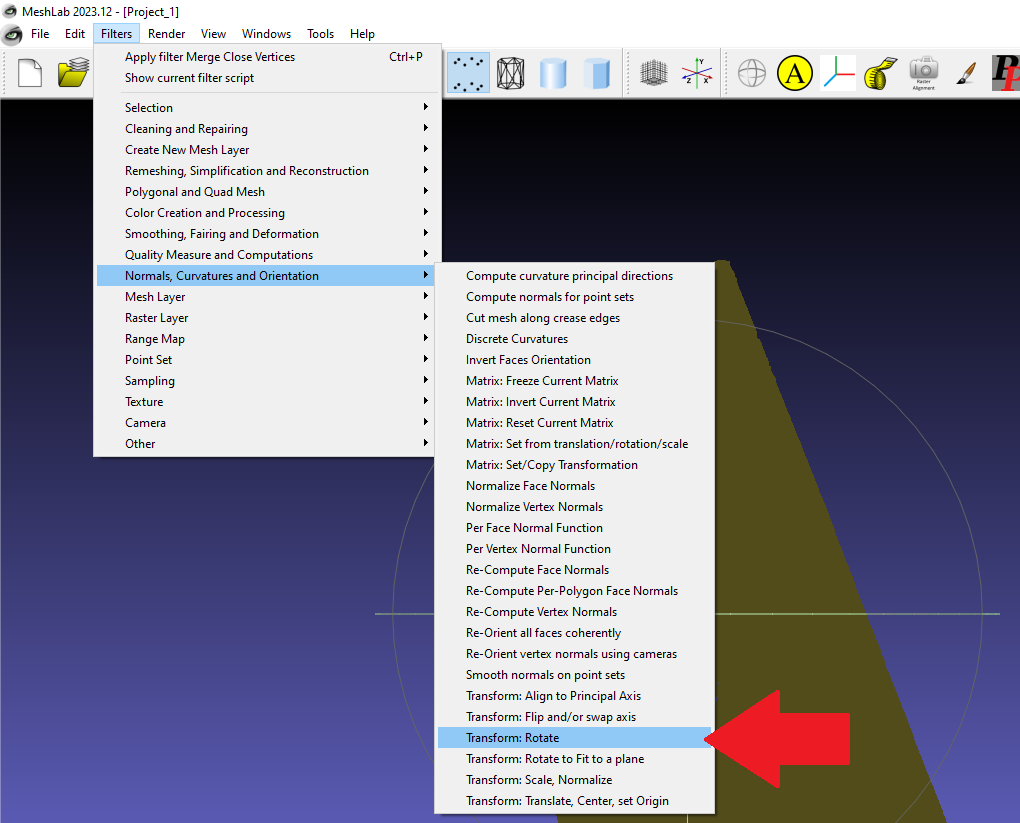 MeshLab 2023.12 - [Project_1]
File Edit Filters Render View Windows Tools Help
Apply filter Merge Close Vertices Ctrl+P
Show current filter script
Selection
Cleaning and Repairing
Create New Mesh Layer
Remeshing, Simplification and Reconstruction
Polygonal and Quad Mesh
Color Creation and Processing
Smoothing, Fairing and Deformation
Quality Measure and Computations
Normals, Curvatures and Orientation
Mesh Layer
Raster Layer
Range Map
Point Set
Sampling
Texture
Camera
Other
Compute curvature principal directions
Compute normals for point sets
Cut mesh along crease edges
Discrete Curvatures
Invert Faces Orientation
Matrix: Freeze Current Matrix
Matrix: Invert Current Matrix
Matrix: Reset Current Matrix
Matrix: Set from translation/rotation/scale
Matrix: Set/Copy Transformation
Normalize Face Normals
Normalize Vertex Normals
Per Face Normal Function
Per Vertex Normal Function
Re-Compute Face Normals
Re-Compute Per-Polygon Face Normals
Re-Compute Vertex Normals
Re-Orient all faces coherently
Re-Orient vertex normals using cameras
Smooth normals on point sets
Transform: Align to Principal Axis
Transform: Flip and/or swap axis
Transform: Rotate
Transform: Rotate to Fit to a plane
Transform: Scale, Normalize
Transform: Translate, Center, set Origin
Y
Z X
A
Raster
Alignment